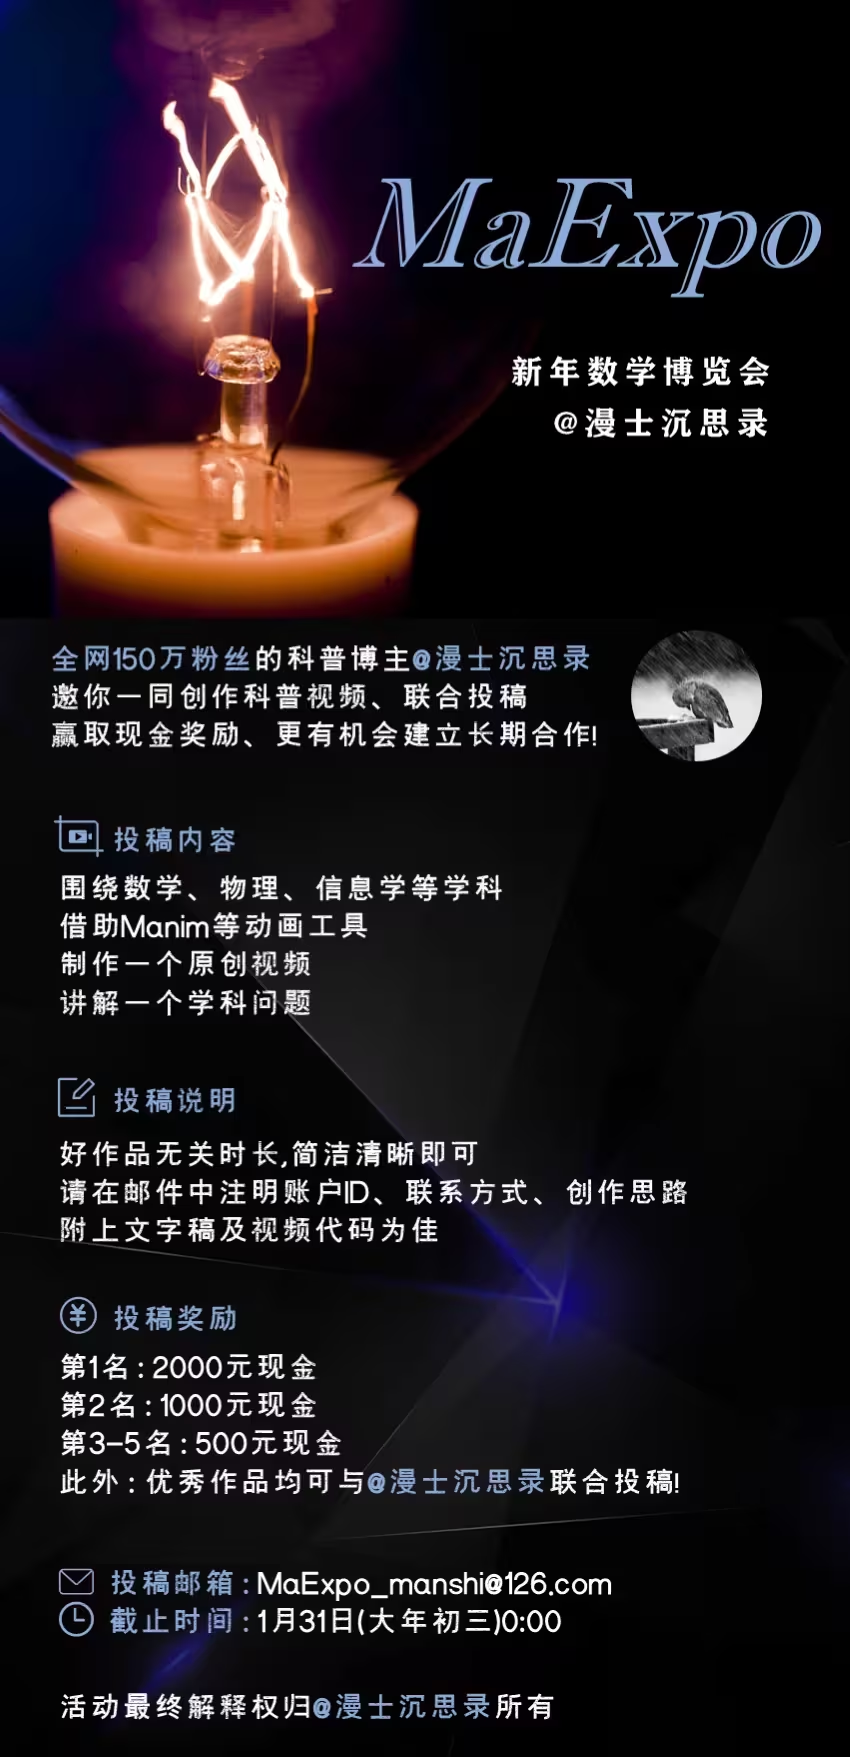 MaExpo
新年数学博览会
@漫士沉思录
全网150万粉丝的科普博主@漫士沉思录
邀你一同创作科普视频、联合投稿
赢取现金奖励、更有机会建立长期合作!
投稿内容
围绕数学、物理、信息学等学科
借助Manim等动画工具
制作一个原创视频
讲解一个学科问题
投稿说明
好作品无关时长,简洁清晰即可
请在邮件中注明账户ID、联系方式、创作思路
附上文字稿及视频代码为佳
投稿奖励
第1名:2000元现金
第2名:1000元现金
第3-5名:500元现金
此外:优秀作品均可与@漫士沉思录联合投稿!
投稿邮箱:MaExpo_manshi@126.com
截止时间:1月31日(大年初三)0:00
活动最终解释权归@漫士沉思录所有